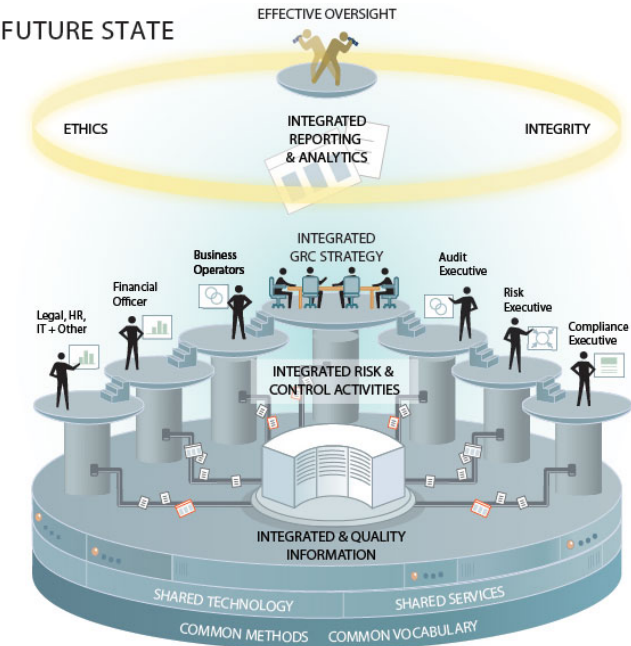 FUTURE STATE
EFFECTIVE OVERSIGHT
ETHICS
INTEGRATED
REPORTING
& ANALYTICS
INTEGRITY
INTEGRATED
GRC STRATEGY
Business
Operators
Audit
Executive
Financial
Officer
Risk
Executive
Legal, HR,
IT + Other
Compliance
Executive
INTEGRATED RISK &
CONTROL ACTIVITIES
INTEGRATED & QUALITY
INFORMATION
SHARED TECHNOLOGY
SHARED SERVICES
COMMON METHODS
COMMON VOCABULARY